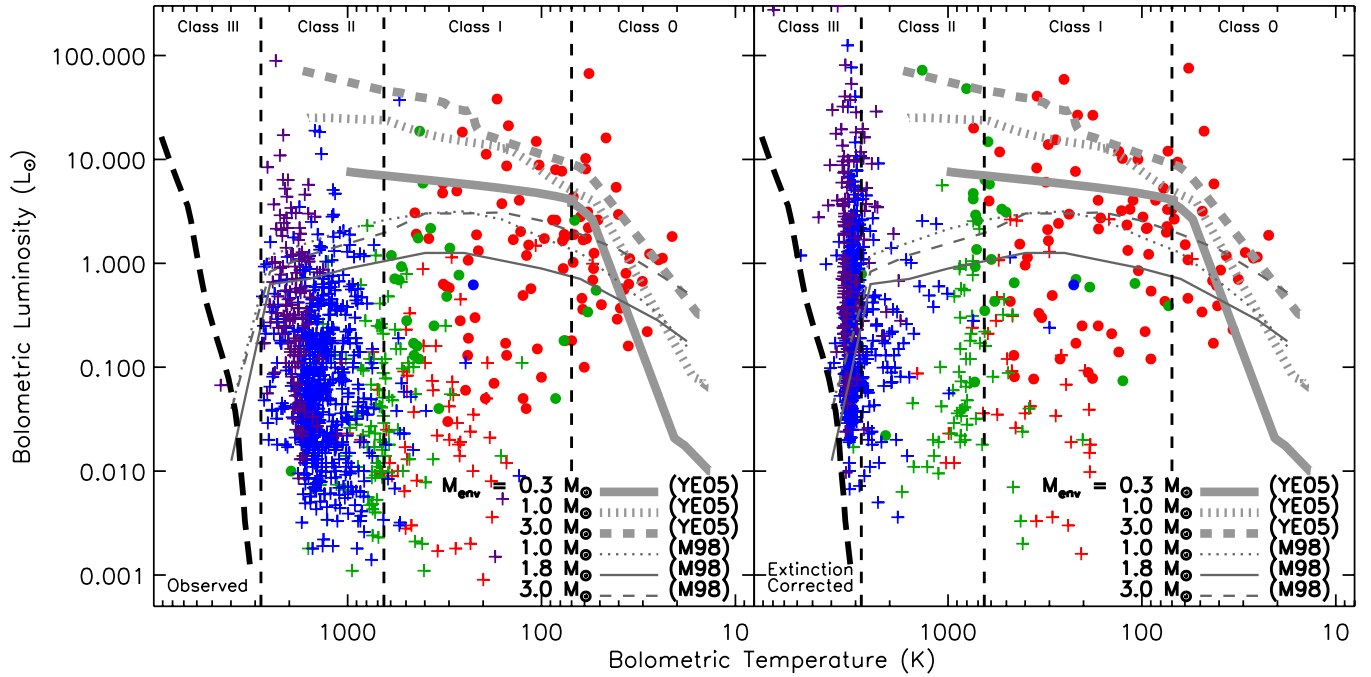 Class III Class II Class I Class 0
Class III Class II Class I Class 0
100.000
10.000
1.000
0.100
0.010
0.001
Bolometric Luminosity (L⊙)
Observed
M_env = 0.3 M⊙ (YE05)
1.0 M⊙ (YE05)
3.0 M⊙ (YE05)
1.0 M⊙ (M98)
1.8 M⊙ (M98)
3.0 M⊙ (M98)
Extinction
Corrected
M_env = 0.3 M⊙ (YE05)
1.0 M⊙ (YE05)
3.0 M⊙ (YE05)
1.0 M⊙ (M98)
1.8 M⊙ (M98)
3.0 M⊙ (M98)
1000 100 10
1000 100 10
Bolometric Temperature (K)